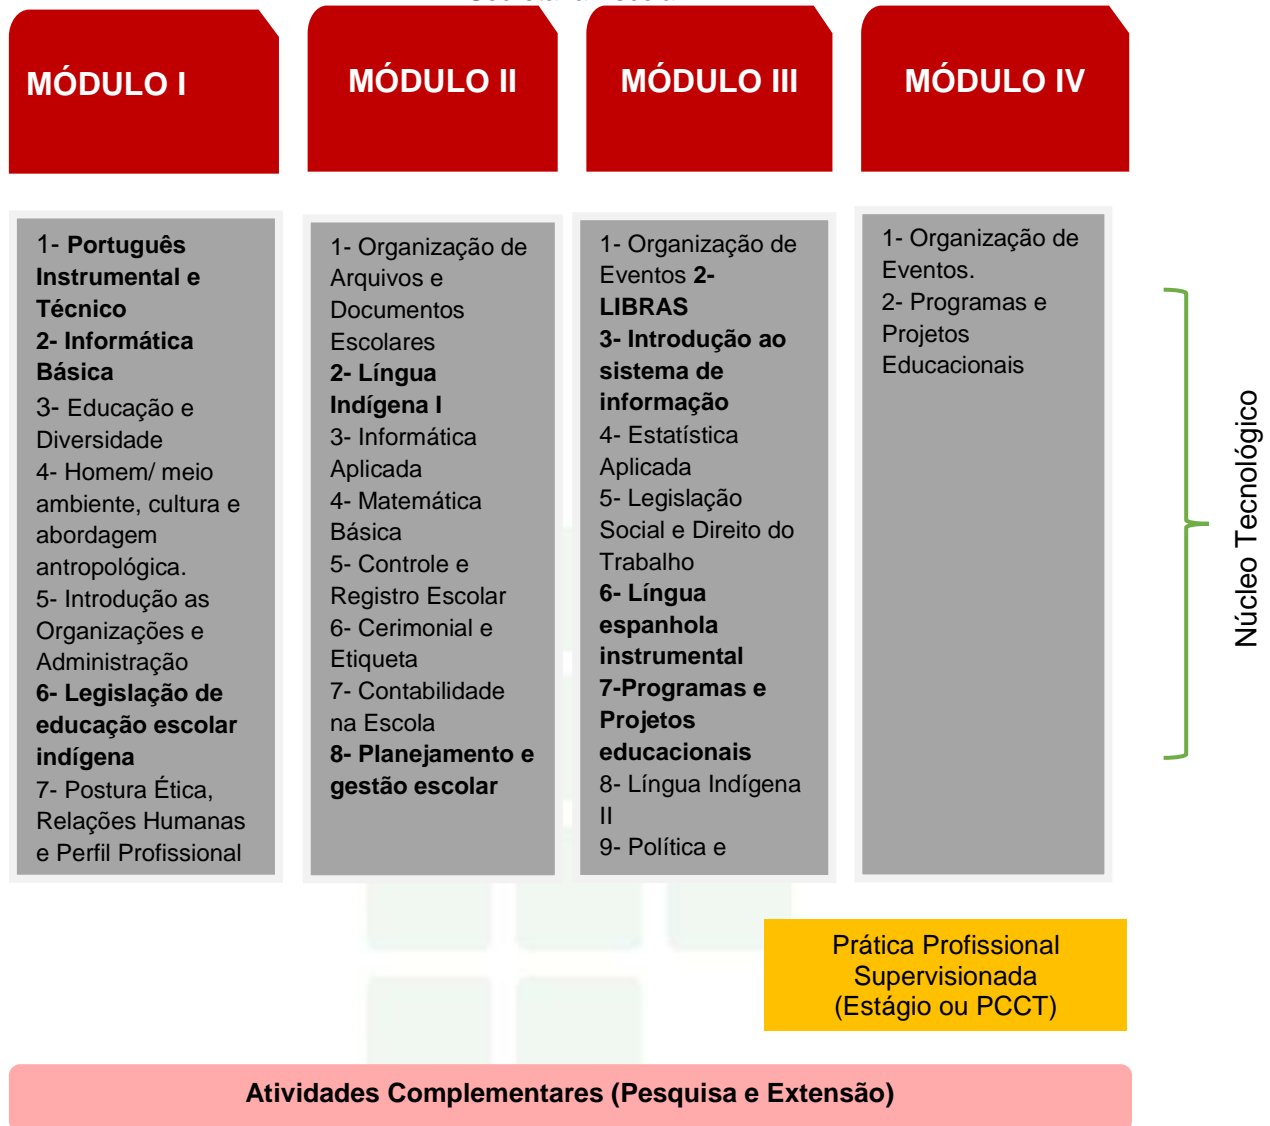 MÓDULO I
MÓDULO II
MÓDULO III
MÓDULO IV
1- Português
Instrumental e
Técnico
2- Informática
Básica
3- Educação e
Diversidade
4- Homem/ meio
ambiente, cultura e
abordagem
antropológica.
5- Introdução as
Organizações e
Administração
6- Legislação de
educação escolar
indígena
7- Postura Ética,
Relações Humanas
e Perfil Profissional
1- Organização de
Arquivos e
Documentos
Escolares
2- Língua
Indígena I
3- Informática
Aplicada
4- Matemática
Básica
5- Controle e
Registro Escolar
6- Cerimonial e
Etiqueta
7- Contabilidade
na Escola
8- Planejamento e
gestão escolar
1- Organização de
Eventos 2-
LIBRAS
3- Introdução ao
sistema de
informação
4- Estatística
Aplicada
5- Legislação
Social e Direito do
Trabalho
6- Língua
espanhola
instrumental
7-Programas e
Projetos
educacionais
8- Língua Indígena
II
9- Política e
1- Organização de
Eventos.
2- Programas e
Projetos
Educacionais
Núcleo Tecnológico
Prática Profissional
Supervisionada
(Estágio ou PCCT)
Atividades Complementares (Pesquisa e Extensão)